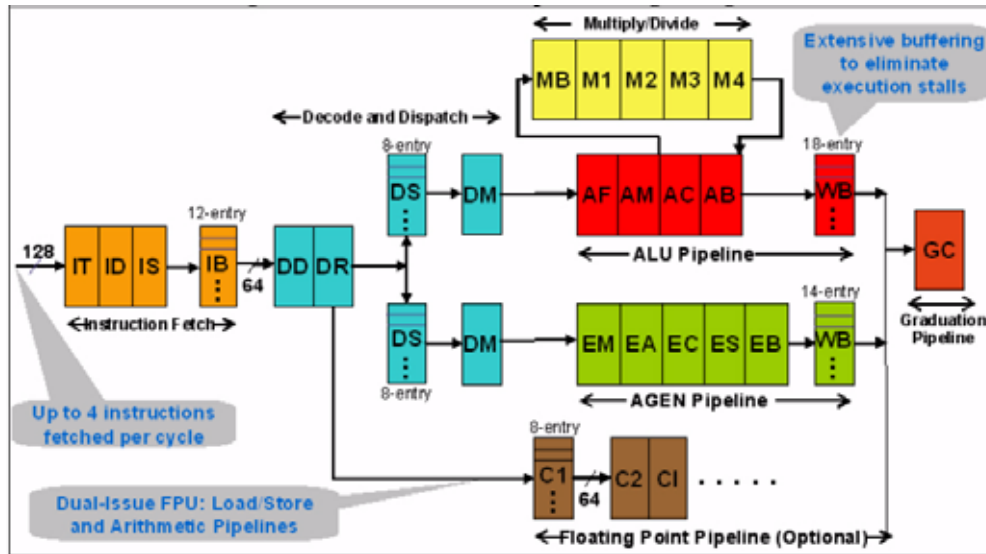 Multiply/Divide
MB M1 M2 M3 M4
Extensive buffering
to eliminate
execution stalls
Decode and Dispatch
8-entry
DS
DM
AF AM AC AB
18-entry
WB
ALU Pipeline
128
IT ID IS
12-entry
IB
64
DD DR
Instruction Fetch
GC
Graduation
Pipeline
DS
8-entry
DM
EM EA EC ES EB
14-entry
WB
AGEN Pipeline
Up to 4 instructions
fetched per cycle
8-entry
C1
64
C2 CI
Dual-Issue FPU: Load/Store
and Arithmetic Pipelines
Floating Point Pipeline (Optional)